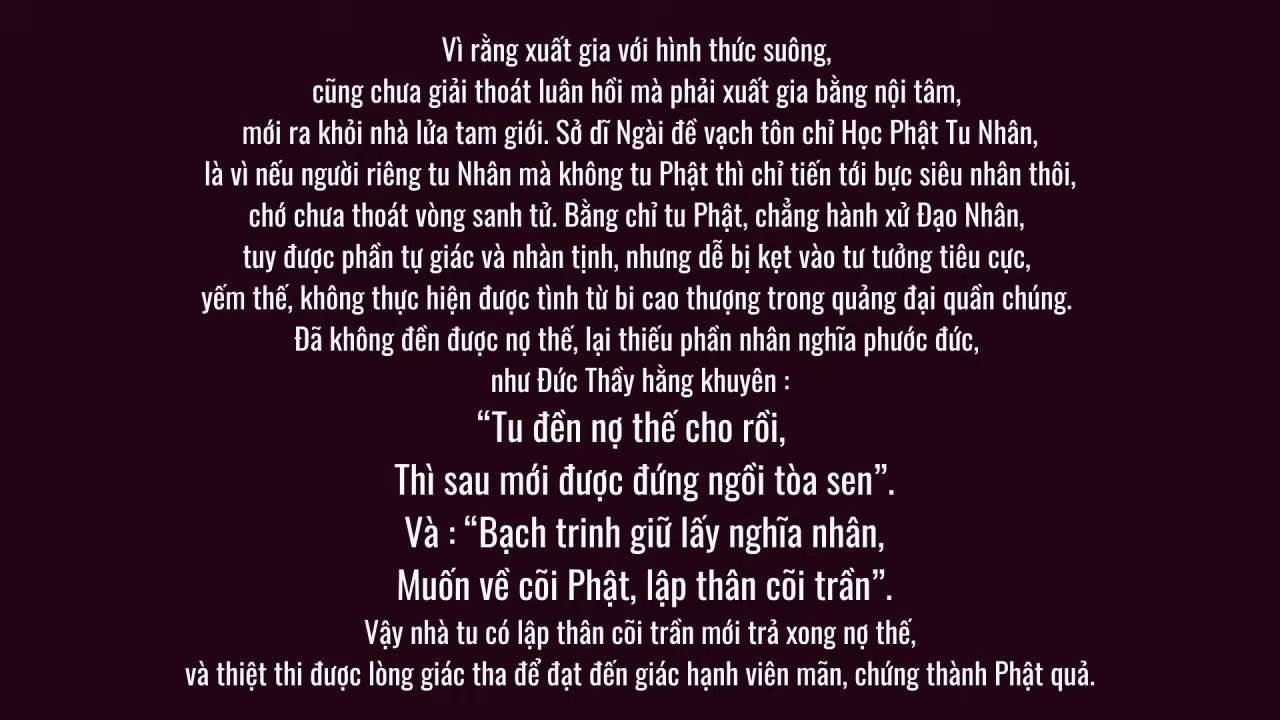 Vì rằng xuất gia với hình thức suông,
cũng chưa giải thoát luân hồi mà phải xuất gia bằng nội tâm,
mới ra khỏi nhà lửa tam giới. Sở dĩ Ngài đề vạch tôn chỉ Học Phật Tu Nhân,
là vì nếu người riêng tu Nhân mà không tu Phật thì chỉ tiến tới bực siêu nhân thôi,
chớ chưa thoát vòng sanh tử. Bằng chỉ tu Phật, chẳng hành xử Đạo Nhân,
tuy được phần tự giác và nhàn tịnh, nhưng dễ bị kẹt vào tư tưởng tiêu cực,
yếm thế, không thực hiện được tình từ bi cao thượng trong quảng đại quần chúng.
Đã không đền được nợ thế, lại thiếu phần nhân nghĩa phước đức,
như Đức Thầy hằng khuyên :
“Tu đền nợ thế cho rồi,
Thì sau mới được đứng ngồi tòa sen”.
Và : “Bạch trinh giữ lấy nghĩa nhân,
Muốn về cõi Phật, lập thân cõi trần”.
Vậy nhà tu có lập thân cõi trần mới trả xong nợ thế,
và thiệt thi được lòng giác tha để đạt đến giác hạnh viên mãn, chứng thành Phật quả.